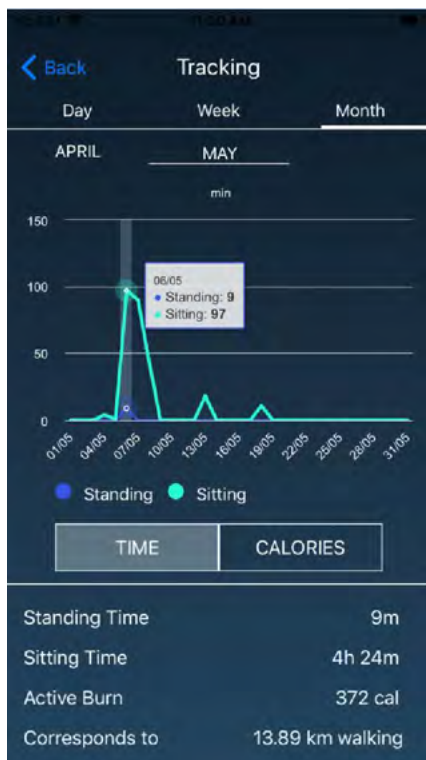 Back
Tracking
Day Week Month
APRIL MAY
min
150
100
50
0
06/05
Standing: 9
Sitting: 97
01/05 04/05 07/05 10/05 13/05 16/05 19/05 22/05 25/05 28/05 31/05
Standing Sitting
TIME CALORIES
Standing Time 9m
Sitting Time 4h 24m
Active Burn 372 cal
Corresponds to 13.89 km walking